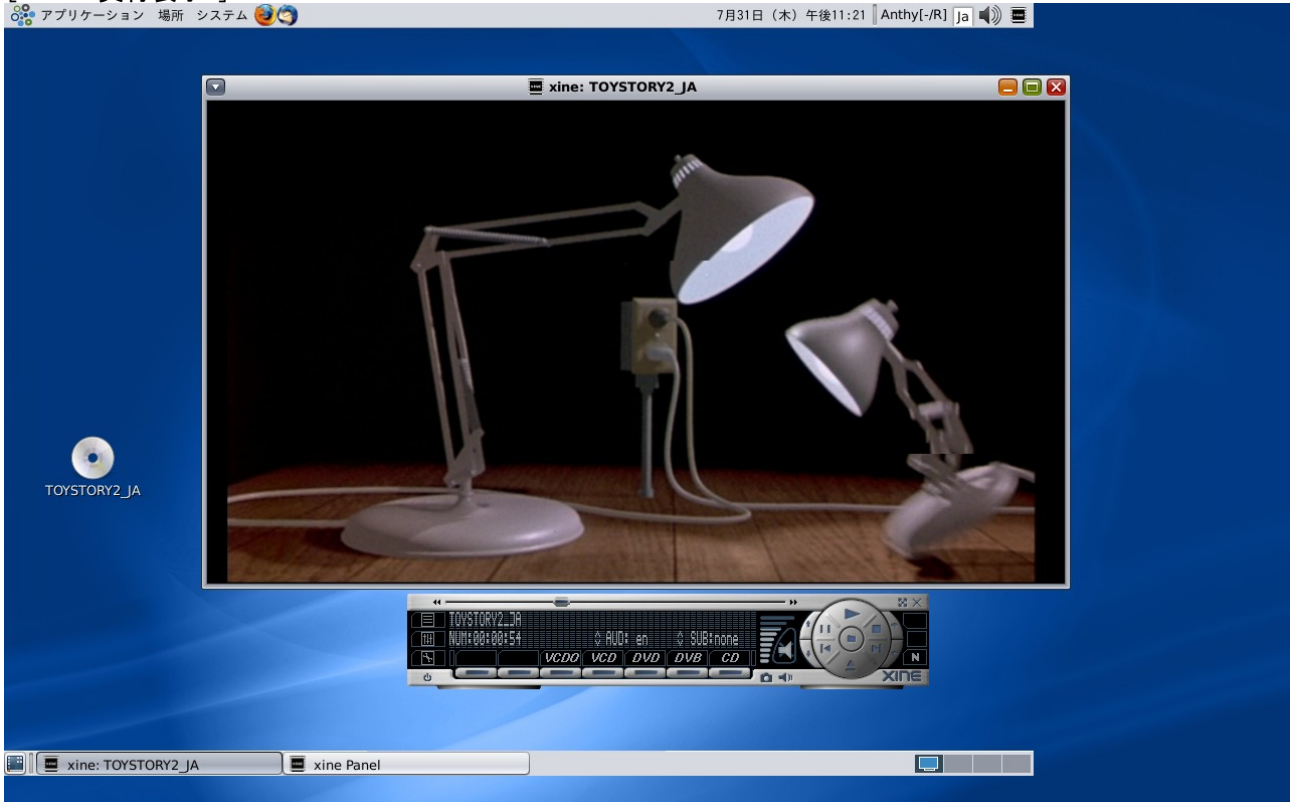 アプリケーション 場所 システム 7月31日 (木) 午後11:21 Anthy[-/R] Ja
xine: TOYSTORY2_JA
TOYSTORY2_JA
TOYSTORY2_JA
NUM:00:00:54 AUD: en SUB:none
VCDO VCD DVD DVB CD N
XINE
xine: TOYSTORY2_JA xine Panel